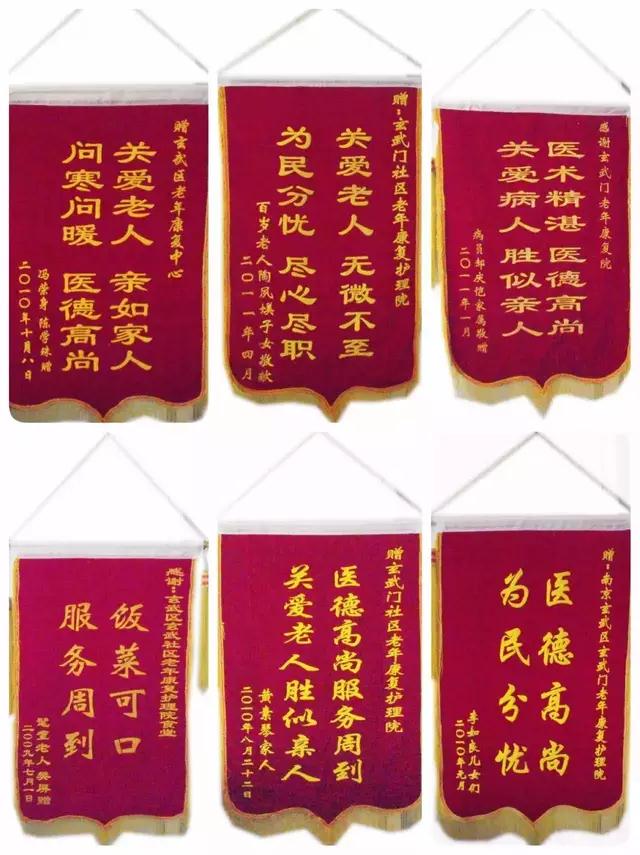 赠玄武区老年康复中心
关爱老人 亲如家人
问寒问暖 医德高尚
冯学身 陈学珠赠
二〇一〇年十月八日
赠:玄武门社区老年康复护理院
关爱老人 无微不至
为民分忧 尽心尽职
百岁老人陶夙娱子女敬献
二〇一一年四月
感谢玄武门老年康复院
医术精湛 医德高尚
关爱病人 胜似亲人
病员郝庆恺家属敬赠
二〇一一年一月
感谢:玄武区玄武社区老年康复护理院食堂
饭菜可口
服务周到
老人 吴屏赠
二〇〇九年七月一日
赠玄武门社区老年康复护理院
医德高尚服务周到
关爱老人胜似亲人
黄素琴家人
二〇一〇年八月二十二日
赠:南京玄武区玄武门老年康复护理院
医德高尚
为民分忧
李如良儿女们
二〇一〇年元月